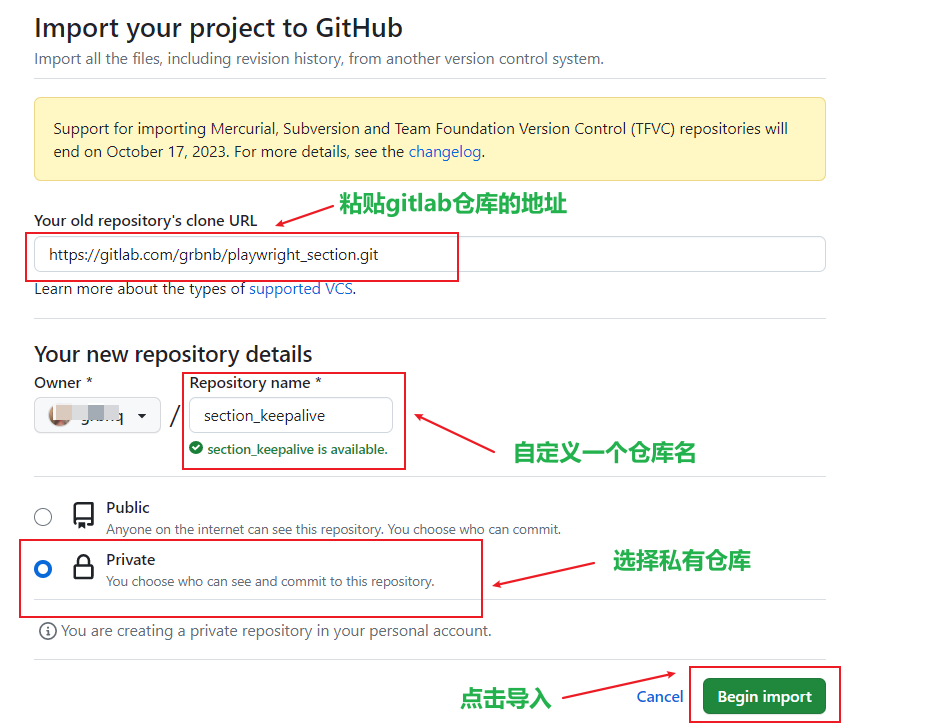 Import your project to GitHub
Import all the files, including revision history, from another version control system.
Support for importing Mercurial, Subversion and Team Foundation Version Control (TFVC) repositories will
end on October 17, 2023. For more details, see the changelog.
粘贴gitlab仓库的地址
Your old repository's clone URL
https://gitlab.com/grbnb/playwright_section.git
Learn more about the types of supported VCS.
Your new repository details
Owner *
Repository name *
/
section_keepalive
section_keepalive is available.
自定义一个仓库名
Public
Anyone on the internet can see this repository. You choose who can commit.
Private
You choose who can see and commit to this repository.
选择私有仓库
You are creating a private repository in your personal account.
点击导入
Cancel
Begin import